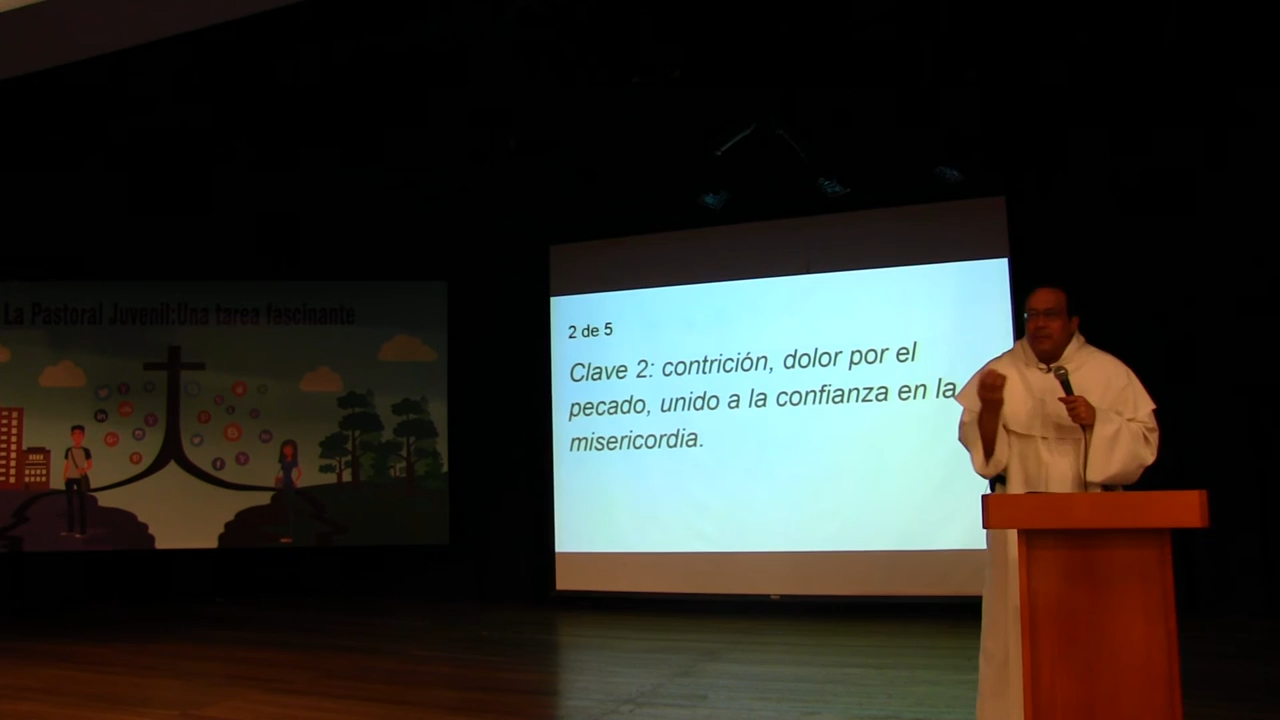 La Pastoral Juvenil:Una tarea fascinante
2 de 5
Clave 2: contrición, dolor por el
pecado, unido a la confianza en la
misericordia.